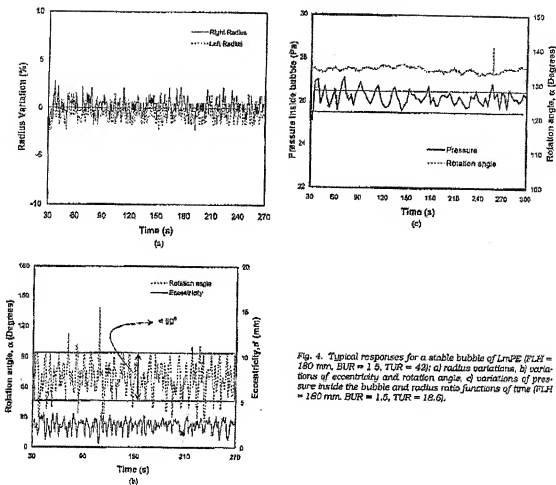 10
5
0
-5
-10
Radius Variation (%)
Right Radius
Left Radius
30 60 90 120 150 180 210 240 270
Time (s)
(a)
30
28
26
24
22
Pressure inside bubble (Pa)
150
140
130
120
110
100
Rotation angle, α (Degrees)
Pressure
Rotation angle
30 60 90 120 150 180 210 240 270 300
Time (s)
(c)
Rotation angle, α (Degrees)
20
15
10
5
0
Eccentricity, d (mm)
Rotation angle
Eccentricity
30 60 90 150 180 210 240 270
Time (s)
(b)
Fig. 4. Typical responses for a stable bubble of LmPE (FLH =
180 mm, BUR = 1 5, TUR = 42); a) radius variations, b) varia-
tions of eccentricity and rotation angle, c) variations of pres-
sure inside the bubble and radius ratio functions of time (FLH
= 180 mm. BUR = 1.5, TUR = 18.6).